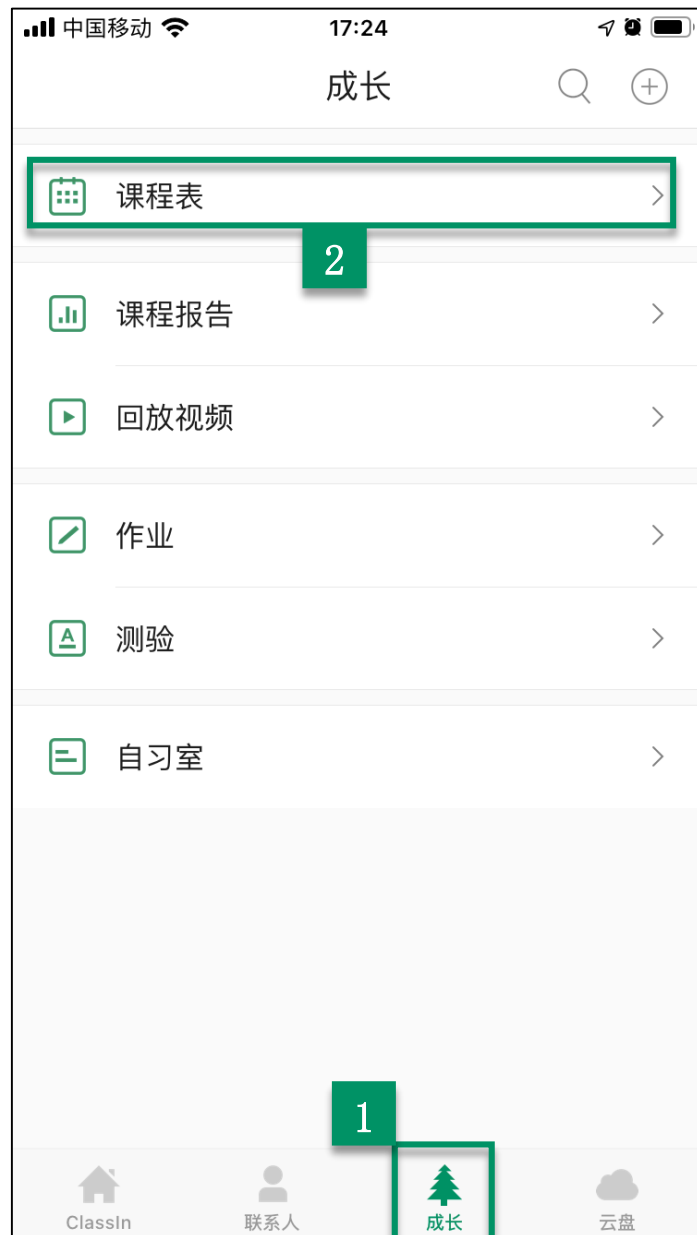 中国移动 17:24
成长
课程表
2
课程报告
回放视频
作业
A
测验
自习室
1
ClassIn 联系人 成长 云盘